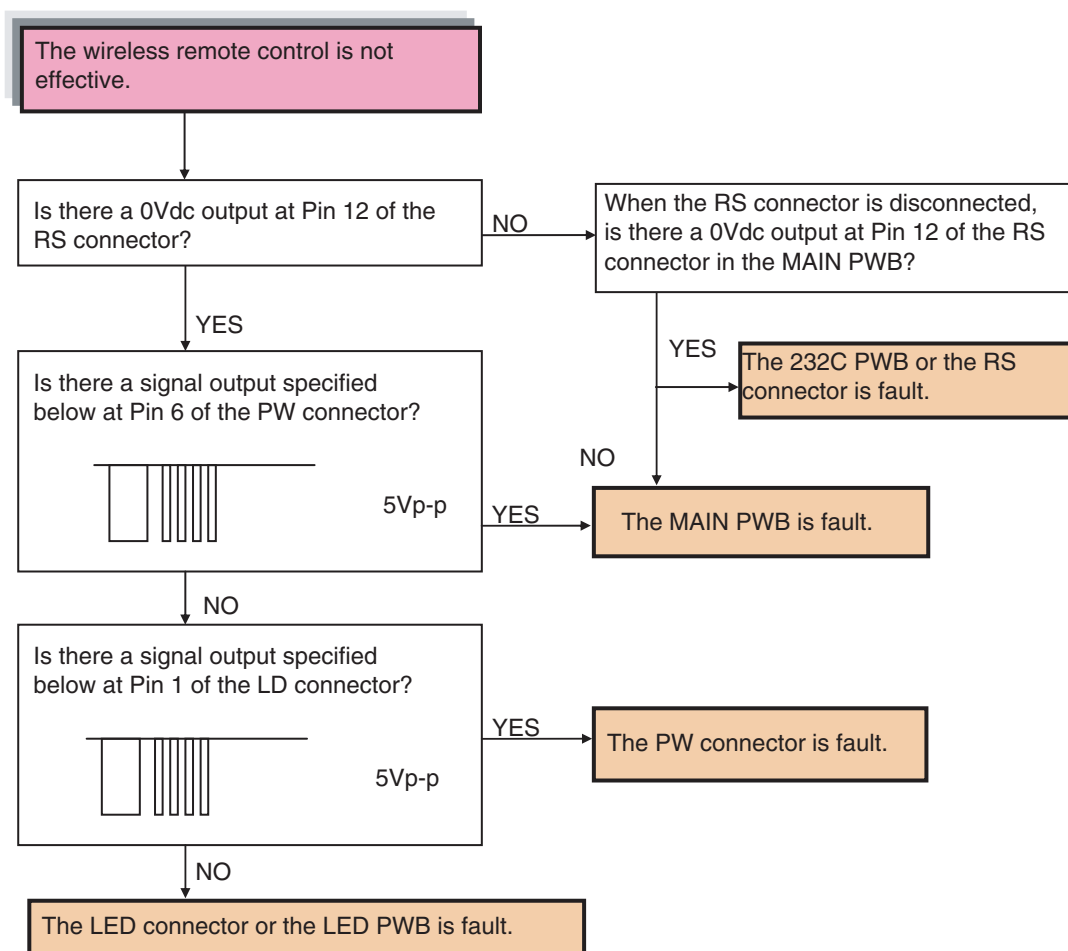 The wireless remote control is not
effective.
Is there a 0Vdc output at Pin 12 of the
RS connector?
NO
When the RS connector is disconnected,
is there a 0Vdc output at Pin 12 of the RS
connector in the MAIN PWB?
YES
YES
The 232C PWB or the RS
connector is fault.
Is there a signal output specified
below at Pin 6 of the PW connector?
5Vp-p
YES
NO
The MAIN PWB is fault.
NO
Is there a signal output specified
below at Pin 1 of the LD connector?
5Vp-p
YES
The PW connector is fault.
NO
The LED connector or the LED PWB is fault.